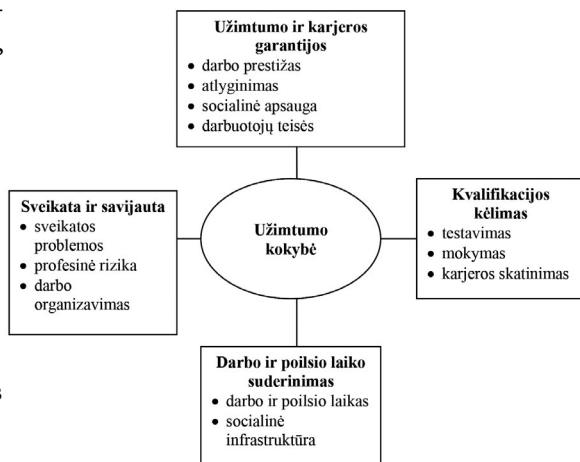 Užimtumo ir karjeros
garantijos
• darbo prestižas
• atlyginimas
• socialinė apsauga
• darbuotojų teisės
Sveikata ir savijauta
• sveikatos
problemos
• profesinė rizika
• darbo
organizavimas
Užimtumo
kokybė
Kvalifikacijos
kėlimas
• testavimas
• mokymas
• karjeros skatinimas
Darbo ir poilsio laiko
suderinimas
• darbo ir poilsio laikas
• socialinė
infrastruktūra